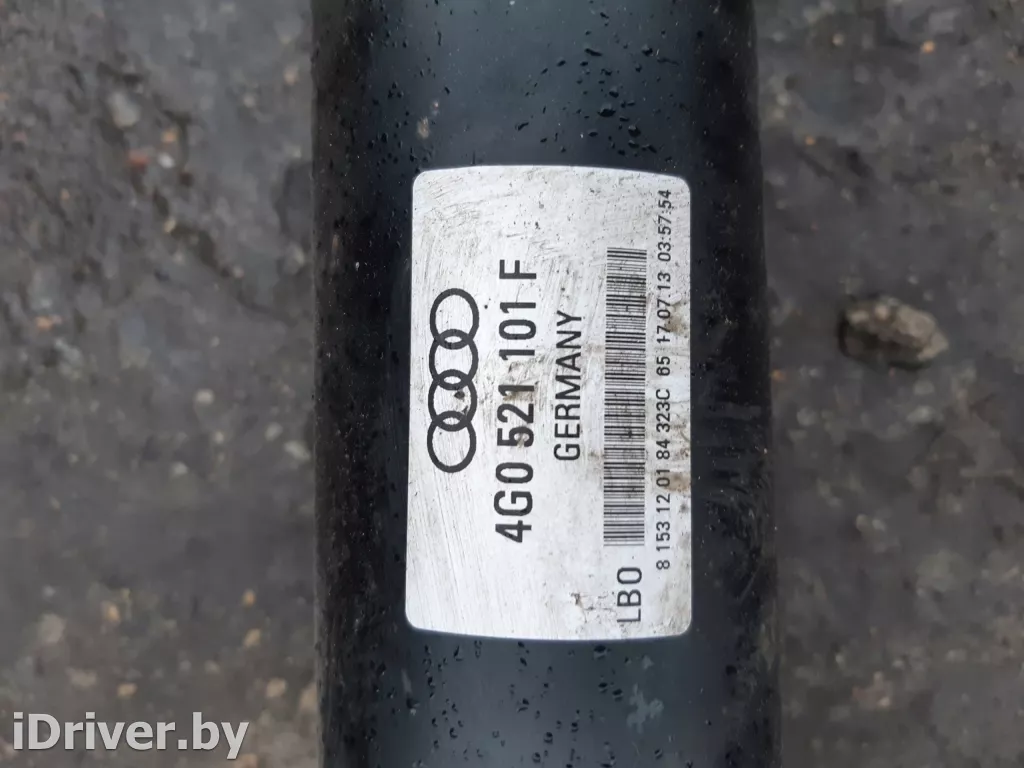 4G0 521 101 F
GERMANY
LBO
8 153 12 01 84 323C 65 17 07 13 03:57:54
iDriver.by